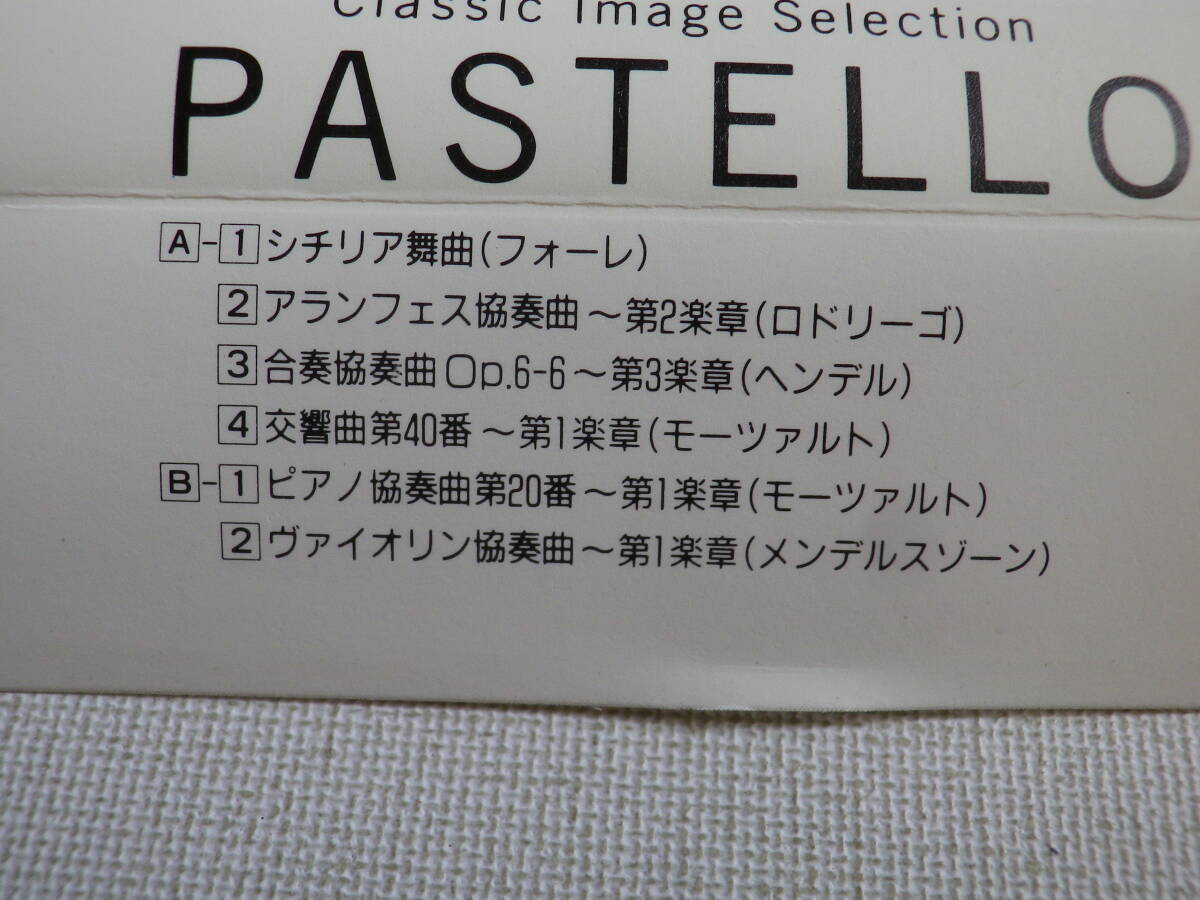 Classic Image Selection
PASTELLO
A-1シチリア舞曲(フォーレ)
2アランフェス協奏曲～第2楽章(ロドリーゴ)
3合奏協奏曲Op.6-6～第3楽章(ヘンデル)
4交響曲第40番～第1楽章(モーツァルト)
B-1ピアノ協奏曲第20番～第1楽章(モーツァルト)
2ヴァイオリン協奏曲～第1楽章(メンデルスゾーン)